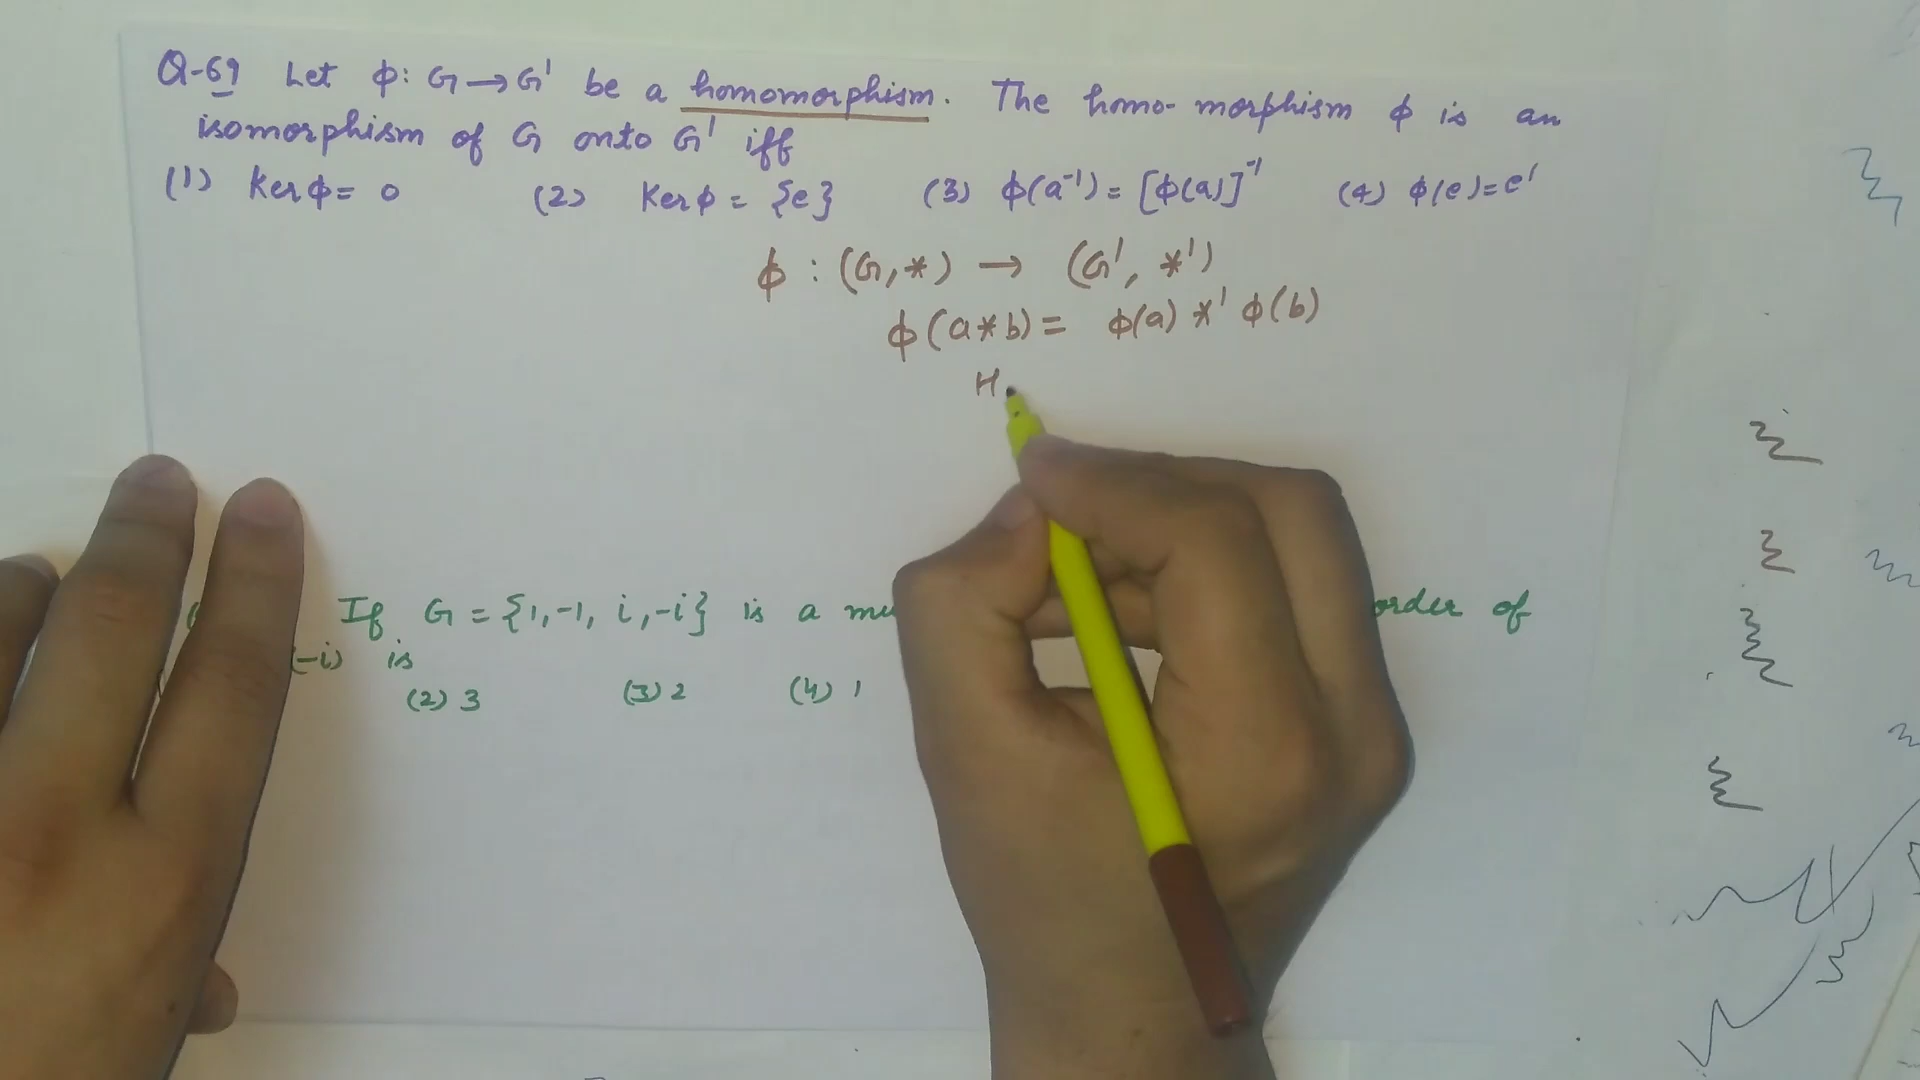 Q-69 Let ϕ: G → G' be a homomorphism. The homo-morphism ϕ is an
isomorphism of G onto G' iff
(1) Ker ϕ = 0 (2) Ker ϕ = {e} (3) ϕ(a⁻¹) = [ϕ(a)]⁻¹ (4) ϕ(e) = e'
ϕ : (G, *) → (G', *')
ϕ(a*b) = ϕ(a) *' ϕ(b)
H
If G = {1, -1, i, -i} is a order of
(-i) is
(2) 3 (3) 2 (4) 1